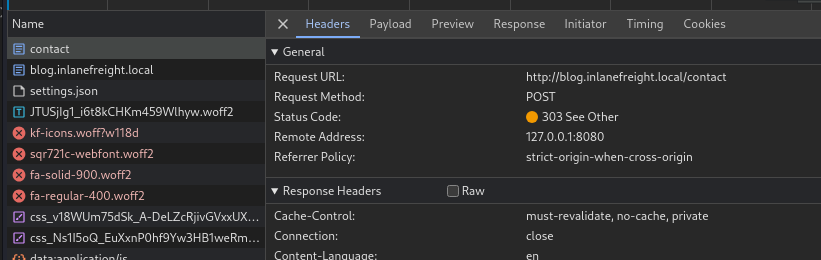 Name
contact
blog.inlanefreight.local
settings.json
JTUSjIg1_i6t8kCHKm459Wlhyw.woff2
kf-icons.woff?w118d
sqr721c-webfont.woff2
fa-solid-900.woff2
fa-regular-400.woff2
css_v18WUm75dSk_A-DeLZcRjivGVxxUX…
css_Ns1I5oQ_EuXxnP0hf9Yw3HB1weRm…
data:application/js
Headers Payload Preview Response Initiator Timing Cookies
General
Request URL: http://blog.inlanefreight.local/contact
Request Method: POST
Status Code: 303 See Other
Remote Address: 127.0.0.1:8080
Referrer Policy: strict-origin-when-cross-origin
Response Headers Raw
Cache-Control: must-revalidate, no-cache, private
Connection: close
Content-Language: en